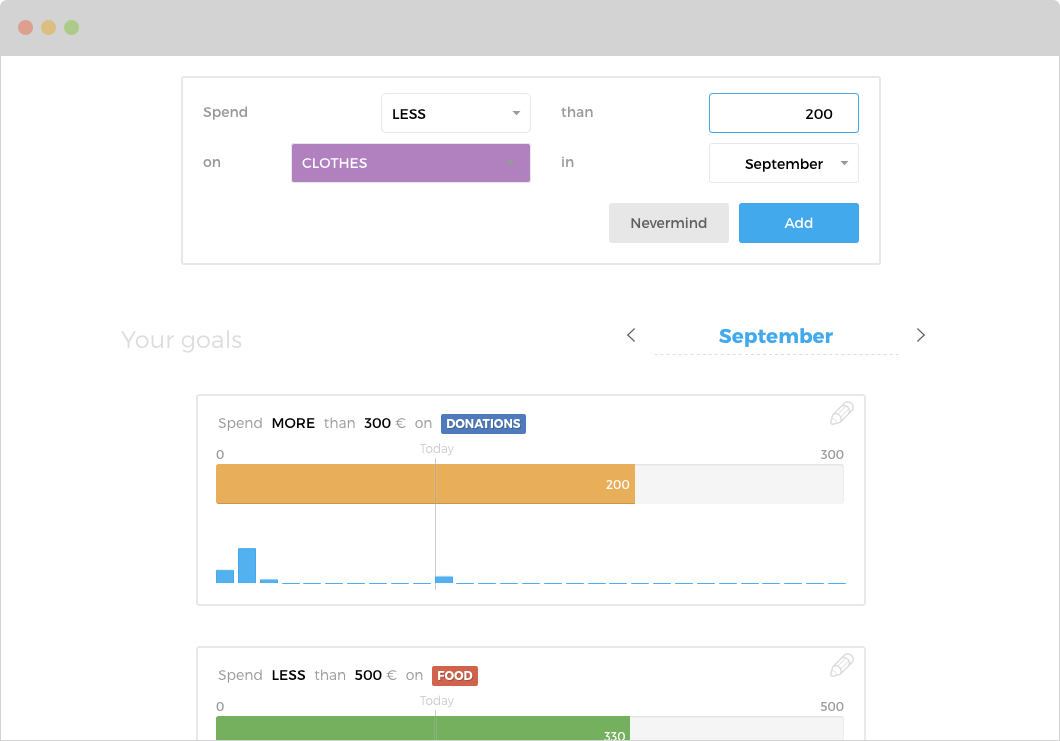 Spend LESS than 200
on CLOTHES in September
Nevermind Add
Your goals September
Spend MORE than 300 € on DONATIONS
Today
0 300
200
Spend LESS than 500 € on FOOD
Today
0 500
330